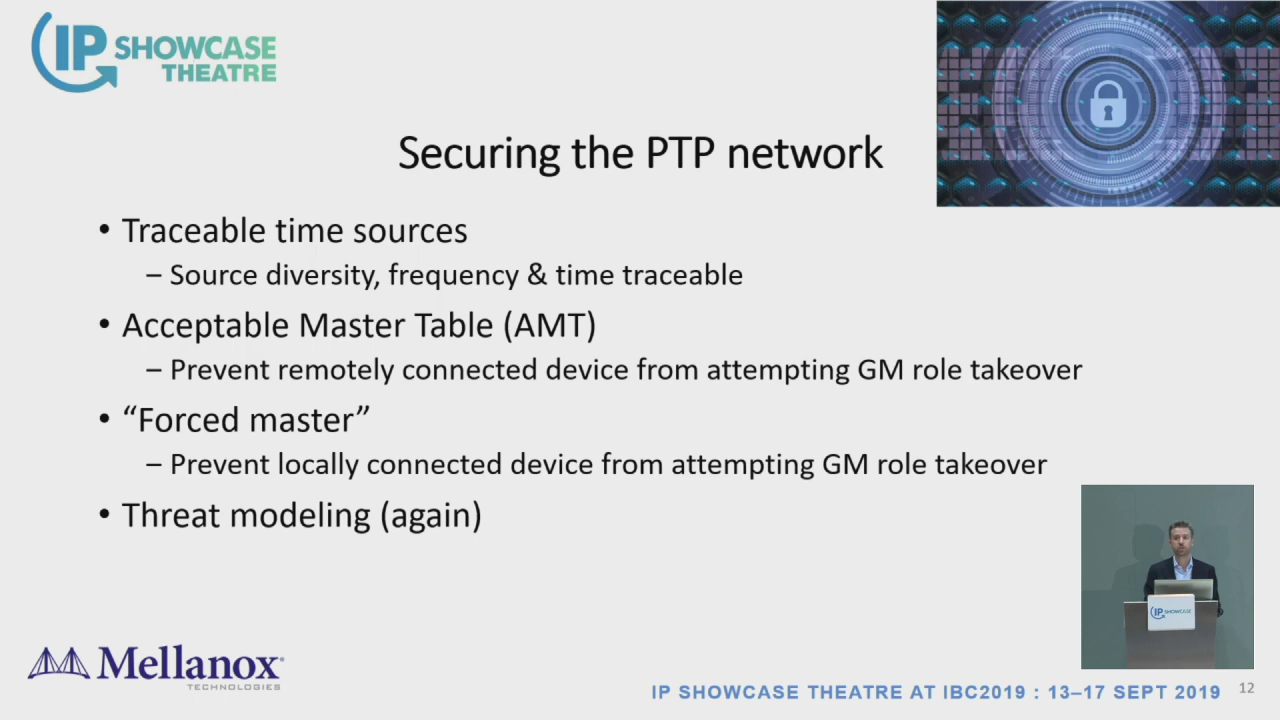 IP SHOWCASE
THEATRE
Securing the PTP network
• Traceable time sources
– Source diversity, frequency & time traceable
• Acceptable Master Table (AMT)
– Prevent remotely connected device from attempting GM role takeover
• “Forced master”
– Prevent locally connected device from attempting GM role takeover
• Threat modeling (again)
IP SHOWCASE
Mellanox
TECHNOLOGIES
IP SHOWCASE THEATRE AT IBC2019 : 13–17 SEPT 2019
12